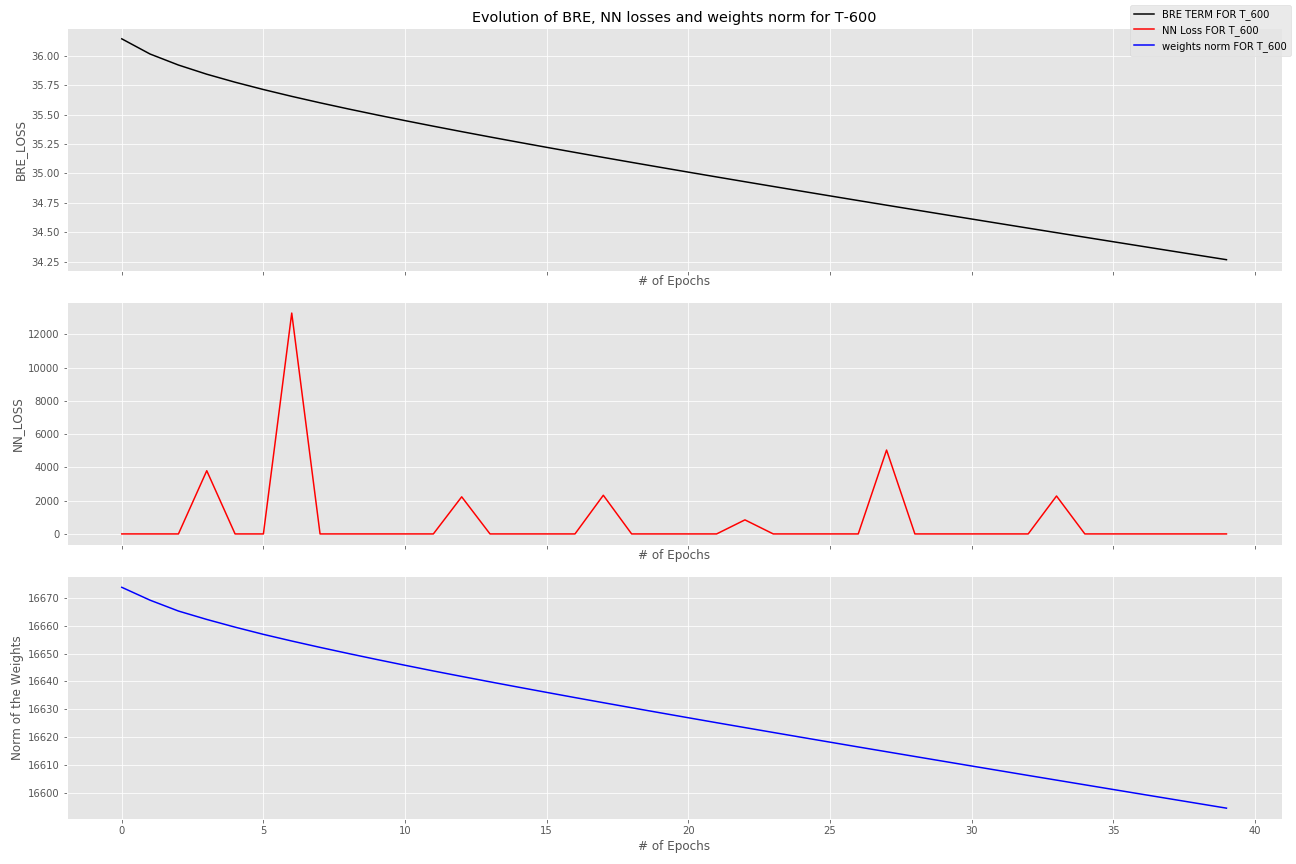 Evolution of BRE, NN losses and weights norm for T-600
BRE TERM FOR T_600
NN Loss FOR T_600
weights norm FOR T_600
BRE_LOSS
36.00
35.75
35.50
35.25
35.00
34.75
34.50
34.25
# of Epochs
NN_LOSS
12000
10000
8000
6000
4000
2000
0
# of Epochs
Norm of the Weights
16670
16660
16650
16640
16630
16620
16610
16600
0 5 10 15 20 25 30 35 40
# of Epochs